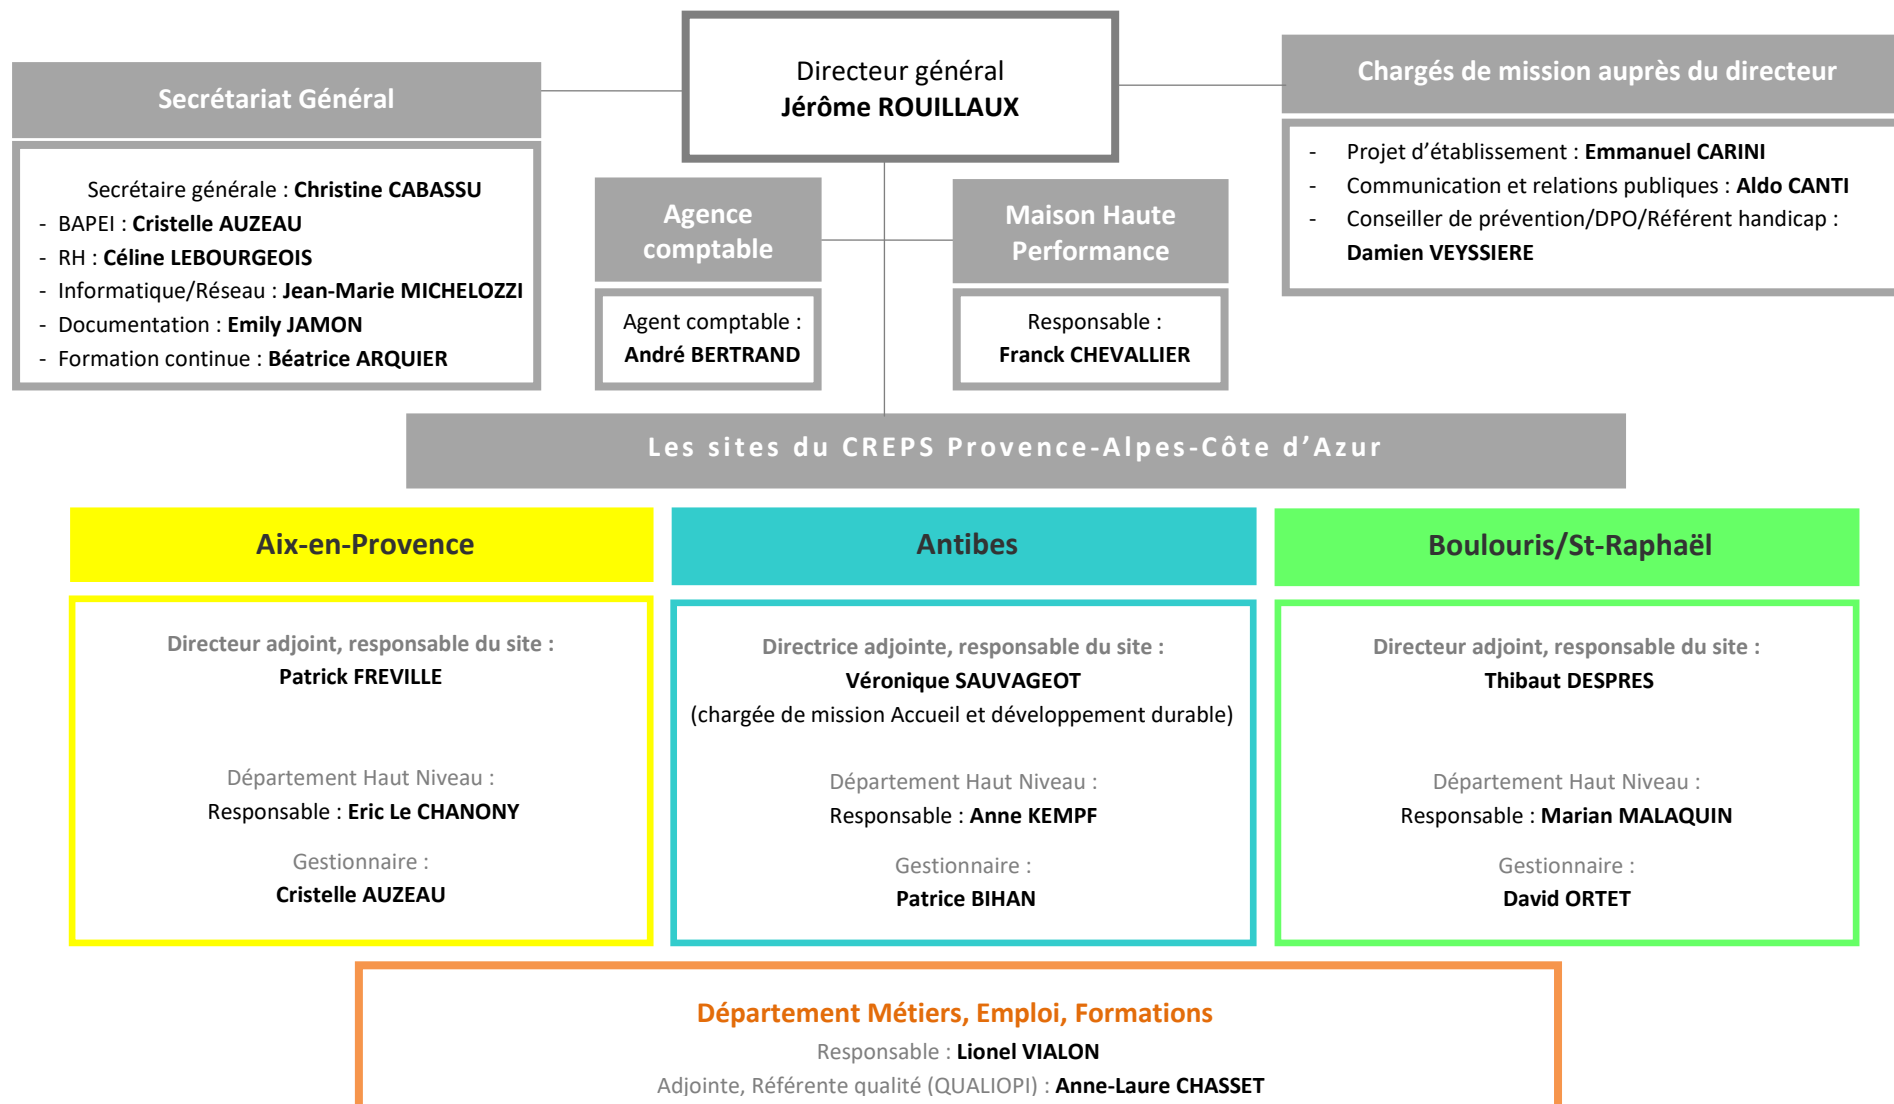 Directeur général
Jérôme ROUILLAUX
Secrétariat Général
Secrétaire générale : Christine CABASSU
- BAPEI : Cristelle AUZEAU
- RH : Céline LEBOURGEOIS
- Informatique/Réseau : Jean-Marie MICHELOZZI
- Documentation : Emily JAMON
- Formation continue : Béatrice ARQUIER
Agence
comptable
Agent comptable :
André BERTRAND
Maison Haute
Performance
Responsable :
Franck CHEVALLIER
Chargés de mission auprès du directeur
- Projet d’établissement : Emmanuel CARINI
- Communication et relations publiques : Aldo CANTI
- Conseiller de prévention/DPO/Référent handicap :
Damien VEYSSIERE
Les sites du CREPS Provence-Alpes-Côte d’Azur
Aix-en-Provence
Directeur adjoint, responsable du site :
Patrick FREVILLE
Département Haut Niveau :
Responsable : Eric Le CHANONY
Gestionnaire :
Cristelle AUZEAU
Antibes
Directrice adjointe, responsable du site :
Véronique SAUVAGEOT
(chargée de mission Accueil et développement durable)
Département Haut Niveau :
Responsable : Anne KEMPF
Gestionnaire :
Patrice BIHAN
Boulouris/St-Raphaël
Directeur adjoint, responsable du site :
Thibaut DESPRES
Département Haut Niveau :
Responsable : Marian MALAQUIN
Gestionnaire :
David ORTET
Département Métiers, Emploi, Formations
Responsable : Lionel VIALON
Adjointe, Référente qualité (QUALIOPI) : Anne-Laure CHASSET